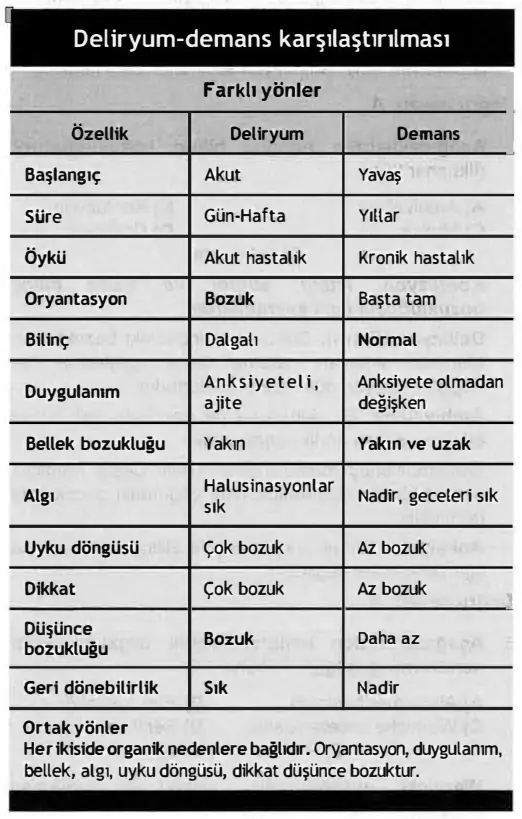 Deliryum-demans karşılaştırılması
Farklı yönler
Özellik Deliryum Demans
Başlangıç Akut Yavaş
Süre Gün-Hafta Yıllar
Öykü Akut hastalık Kronik hastalık
Oryantasyon Bozuk Başta tam
Bilinç Dalgalı Normal
Duygulanım Anksiyeteli, ajite Anksiyete olmadan değişken
Bellek bozukluğu Yakın Yakın ve uzak
Algı Halusinasyonlar sık Nadir, geceleri sık
Uyku döngüsü Çok bozuk Az bozuk
Dikkat Çok bozuk Az bozuk
Düşünce bozukluğu Bozuk Daha az
Geri dönebilirlik Sık Nadir
Ortak yönler
Her ikiside organik nedenlere bağlıdır. Oryantasyon, duygulanım,
bellek, algı, uyku döngüsü, dikkat düşünce bozuktur.